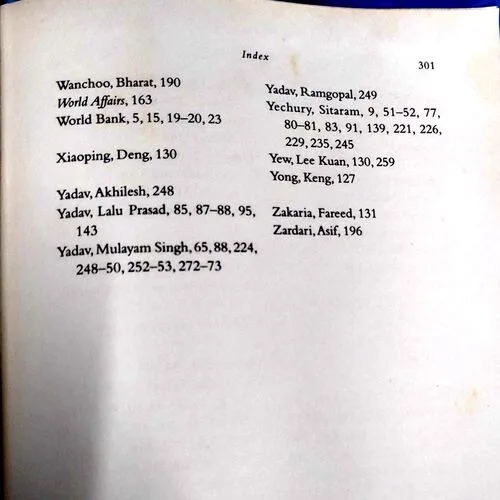 Index
301
Wanchoo, Bharat, 190
World Affairs, 163
World Bank, 5, 15, 19–20, 23
Xiaoping, Deng, 130
Yadav, Akhilesh, 248
Yadav, Lalu Prasad, 85, 87–88, 95,
143
Yadav, Mulayam Singh, 65, 88, 224,
248–50, 252–53, 272–73
Yadav, Ramgopal, 249
Yechury, Sitaram, 9, 51–52, 77,
80–81, 83, 91, 139, 221, 226,
229, 235, 245
Yew, Lee Kuan, 130, 259
Yong, Keng, 127
Zakaria, Fareed, 131
Zardari, Asif, 196